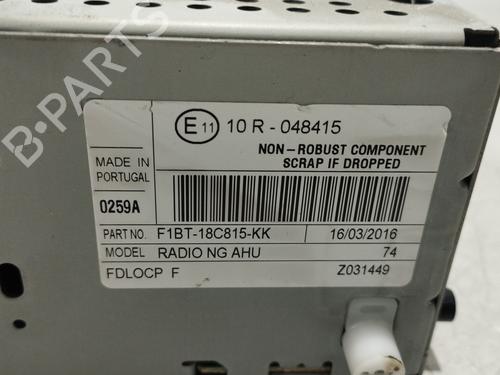 E 11 10 R - 048415
NON-ROBUST COMPONENT
SCRAP IF DROPPED
MADE IN
PORTUGAL
0259A
PART NO. F1BT-18C815-KK 16/03/2016
MODEL RADIO NG AHU 74
FDLOCP F Z031449
B-PARTS